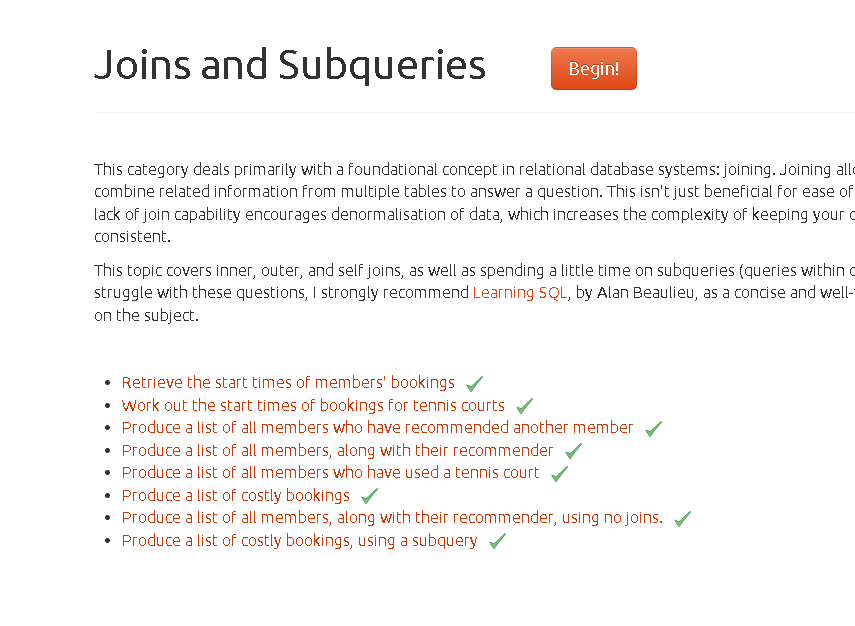 Joins and Subqueries
Begin!
This category deals primarily with a foundational concept in relational database systems: joining. Joining
combine related information from multiple tables to answer a question. This isn't just beneficial for ease of
lack of join capability encourages denormalisation of data, which increases the complexity of keeping your
consistent.
This topic covers inner, outer, and self joins, as well as spending a little time on subqueries (queries within
struggle with these questions, I strongly recommend Learning SQL, by Alan Beaulieu, as a concise and
on the subject.
Retrieve the start times of members' bookings
Work out the start times of bookings for tennis courts
Produce a list of all members who have recommended another member
Produce a list of all members, along with their recommender
Produce a list of all members who have used a tennis court
Produce a list of costly bookings
Produce a list of all members, along with their recommender, using no joins.
Produce a list of costly bookings, using a subquery